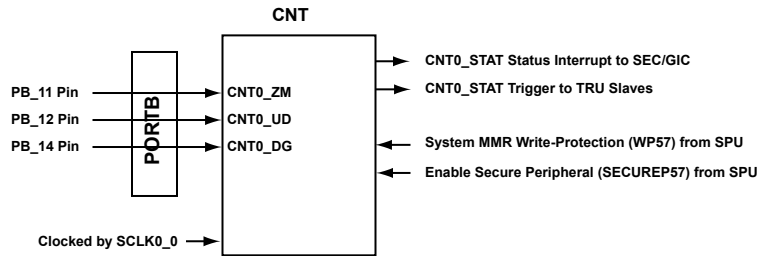 CNT
CNT0_STAT Status Interrupt to SEC/GIC
CNT0_STAT Trigger to TRU Slaves
PB_11 Pin
PB_12 Pin
PB_14 Pin
PORTB
CNT0_ZM
CNT0_UD
CNT0_DG
System MMR Write-Protection (WP57) from SPU
Enable Secure Peripheral (SECUREP57) from SPU
Clocked by SCLK0_0